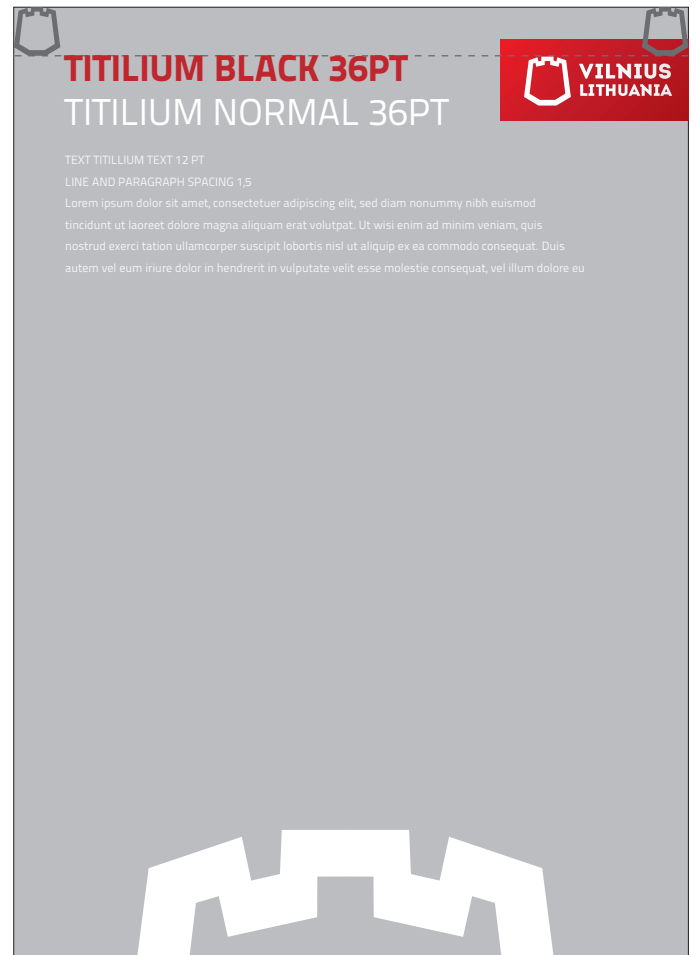 TITILIUM BLACK 36PT
TITILIUM NORMAL 36PT
VILNIUS
LITHUANIA
TEXT TITILLIUM TEXT 12 PT
LINE AND PARAGRAPH SPACING 1,5
Lorem ipsum dolor sit amet, consectetuer adipiscing elit, sed diam nonummy nibh euismod
tincidunt ut laoreet dolore magna aliquam erat volutpat. Ut wisi enim ad minim veniam, quis
nostrud exerci tation ullamcorper suscipit lobortis nisl ut aliquip ex ea commodo consequat. Duis
autem vel eum iriure dolor in hendrerit in vulputate velit esse molestie consequat, vel illum dolore eu